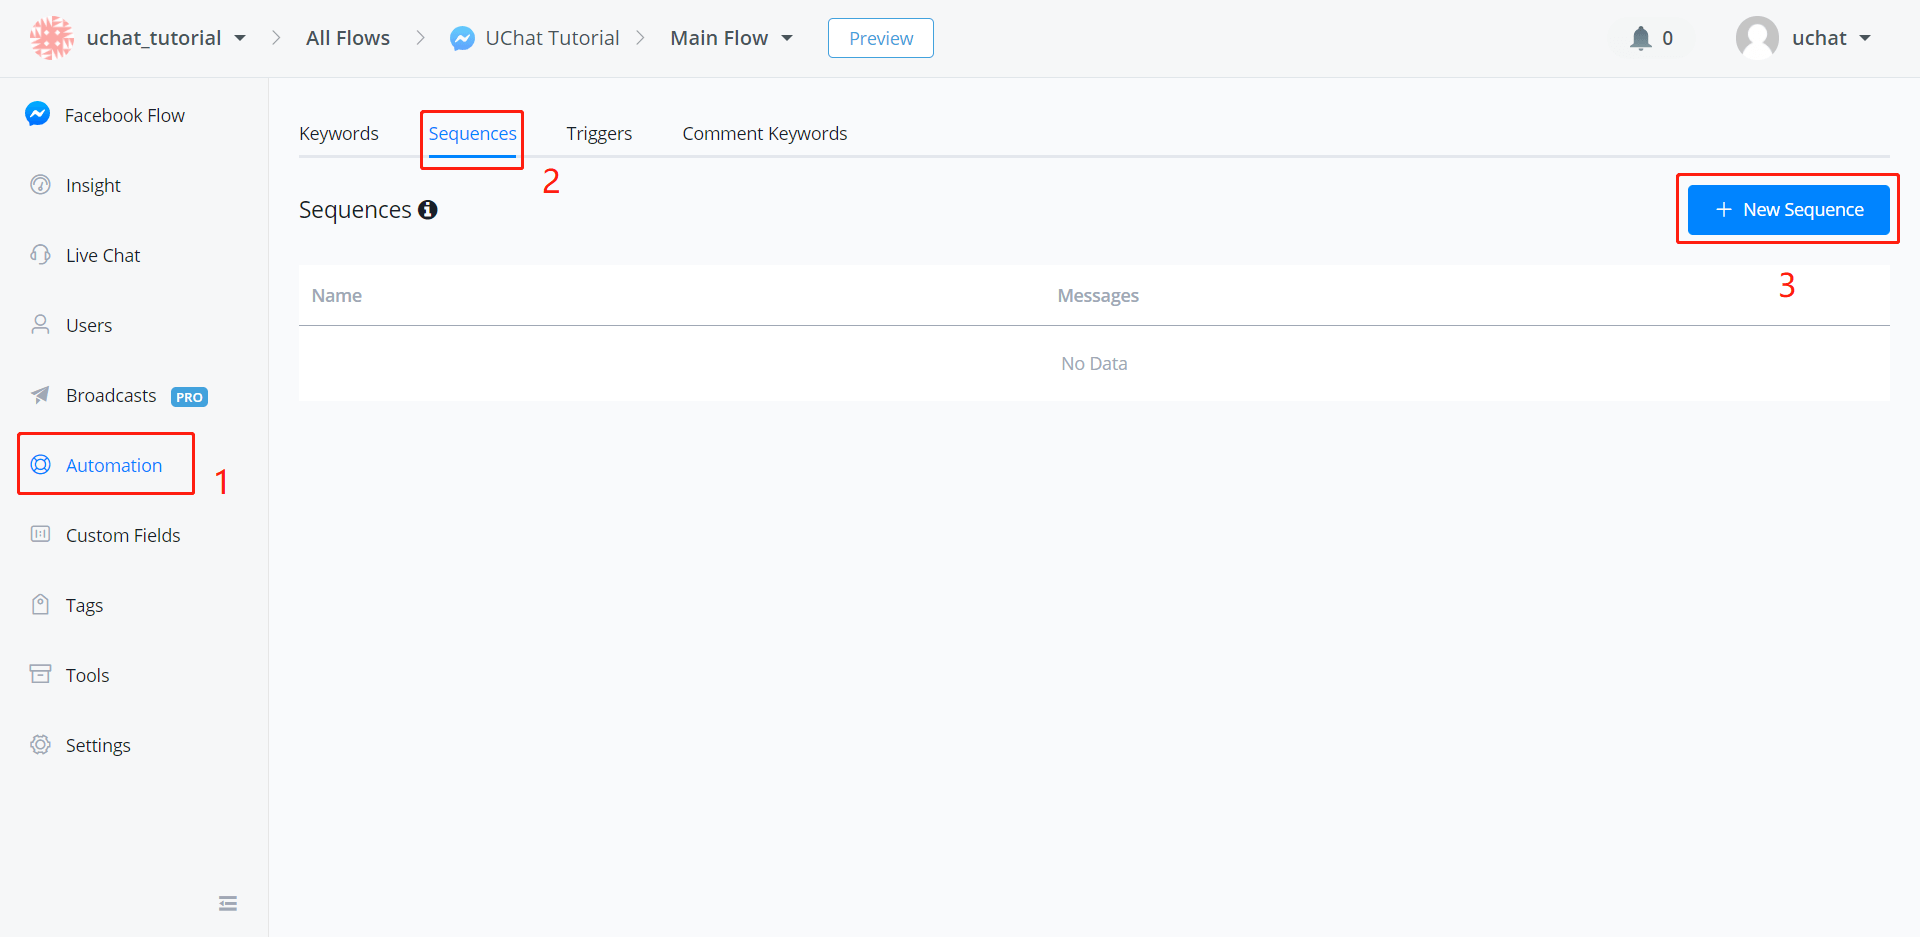 uchat_tutorial
All Flows
UChat Tutorial
Main Flow
Preview
0
uchat
Facebook Flow
Insight
Live Chat
Users
Broadcasts PRO
Automation
1
Custom Fields
Tags
Tools
Settings
Keywords
Sequences
Triggers
Comment Keywords
2
Sequences
+ New Sequence
3
Name
Messages
No Data